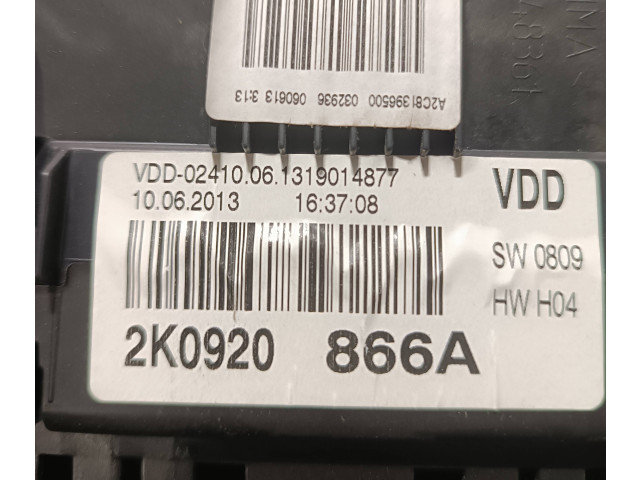 A2C81396500 032936 060613 3:13
VDD-02410.06.1319014877
10.06.2013 16:37:08
VDD
SW 0809
HW H04
2K0920 866A